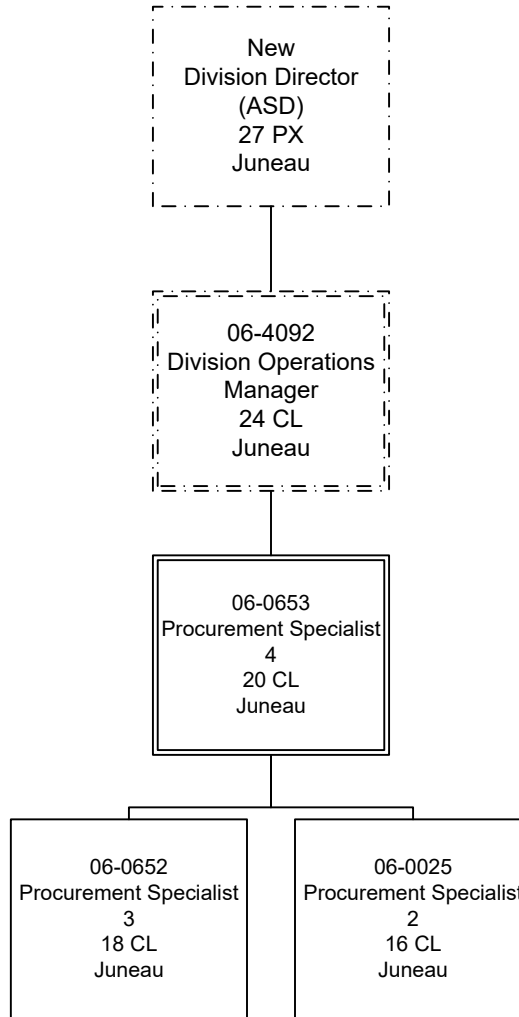 New
Division Director
(ASD)
27 PX
Juneau
06-4092
Division Operations
Manager
24 CL
Juneau
06-0653
Procurement Specialist
4
20 CL
Juneau
06-0652
Procurement Specialist
3
18 CL
Juneau
06-0025
Procurement Specialist
2
16 CL
Juneau